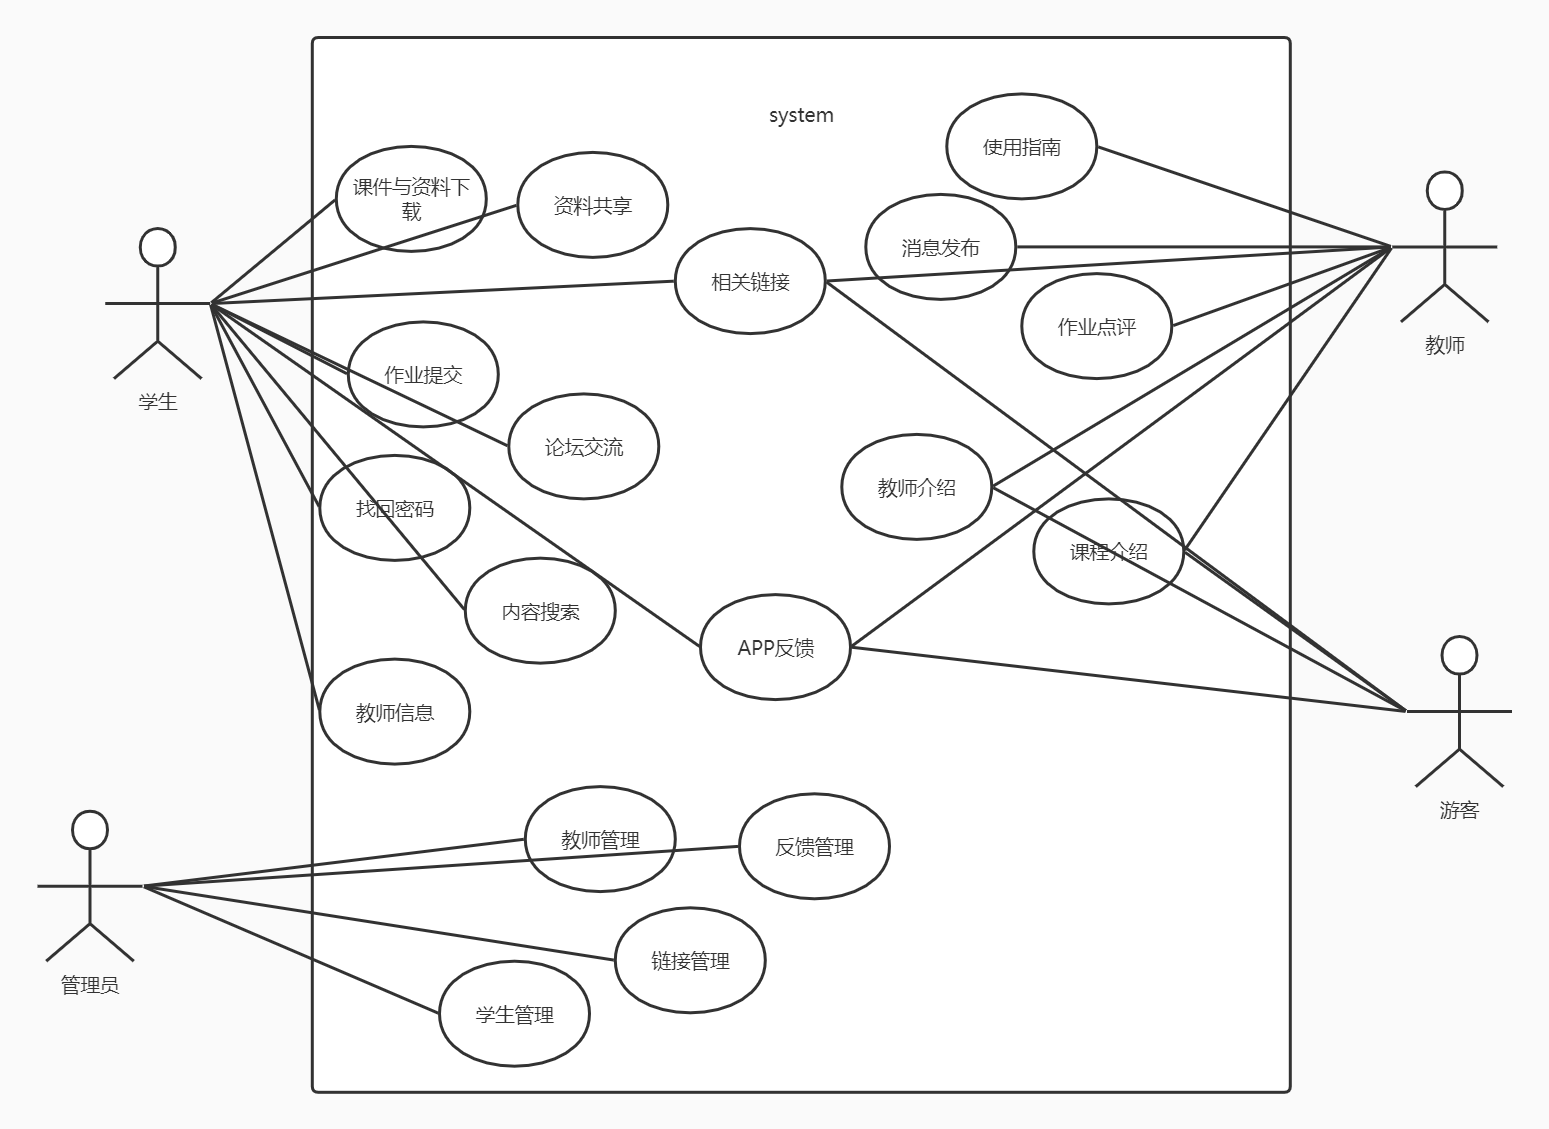 system
使用指南
课件与资料下
载
资料共享
消息发布
相关链接
作业点评
教师
学生
作业提交
论坛交流
教师介绍
找回密码
课程介绍
内容搜索
APP反馈
教师信息
游客
教师管理
反馈管理
链接管理
管理员
学生管理